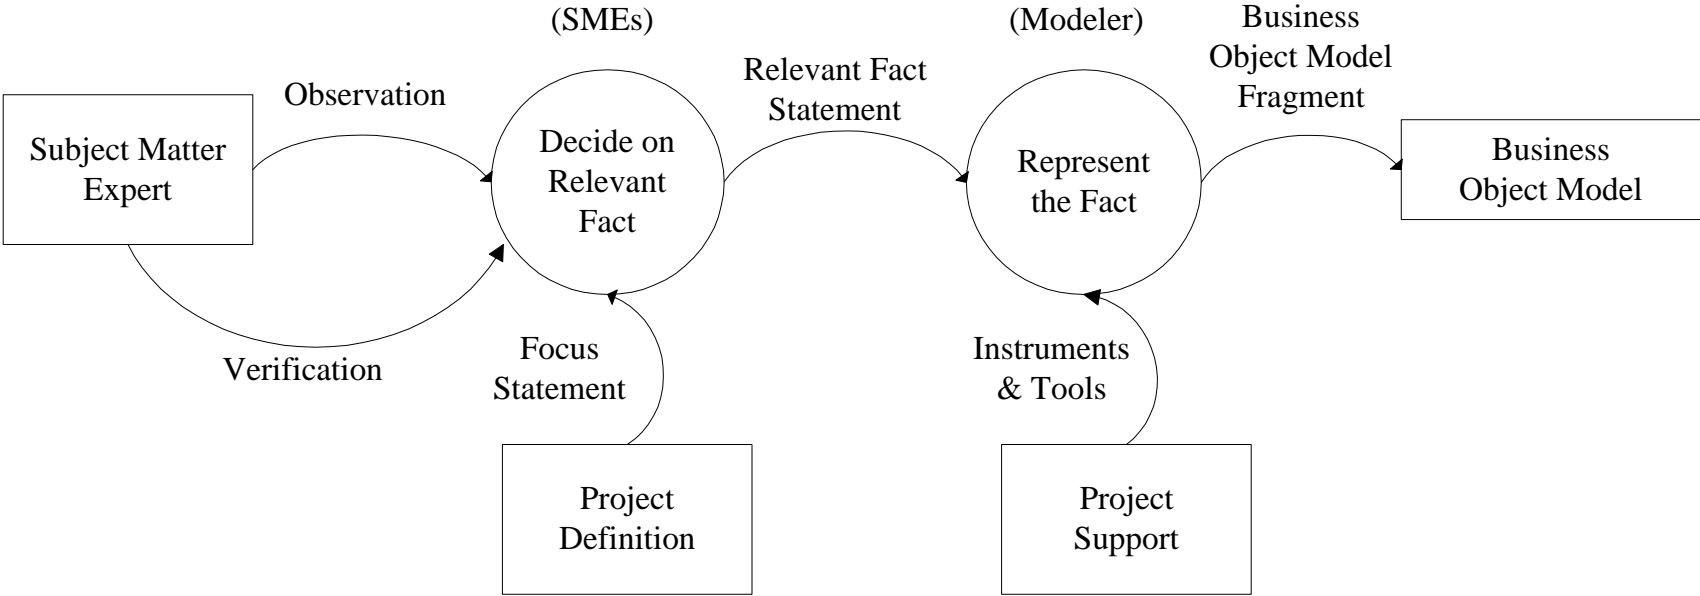 (SMEs)
(Modeler)
Business
Object Model
Fragment
Relevant Fact
Statement
Observation
Subject Matter
Expert
Decide on
Relevant
Fact
Represent
the Fact
Business
Object Model
Verification
Focus
Statement
Instruments
& Tools
Project
Definition
Project
Support